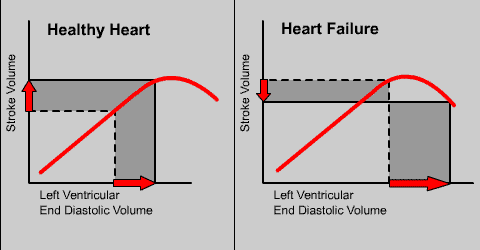 Healthy Heart
Stroke Volume
Left Ventricular
End Diastolic Volume
Heart Failure
Stroke Volume
Left Ventricular
End Diastolic Volume